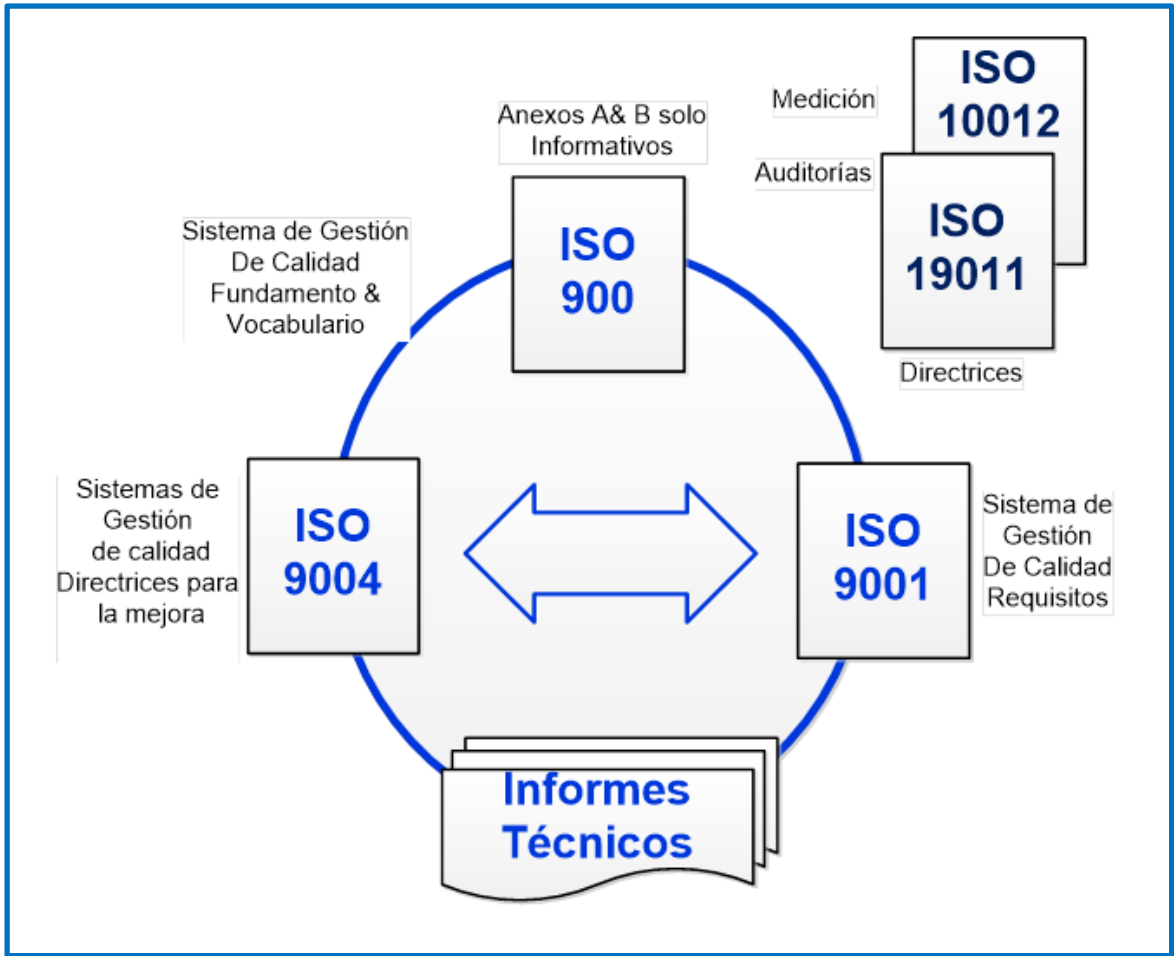 Anexos A& B solo
Informativos
ISO
900
Medición
ISO
10012
Auditorías
ISO
19011
Directrices
Sistema de Gestión
De Calidad
Fundamento &
Vocabulario
Sistemas de
Gestión
de calidad
Directrices para
la mejora
ISO
9004
ISO
9001
Sistema de
Gestión
De Calidad
Requisitos
Informes
Técnicos